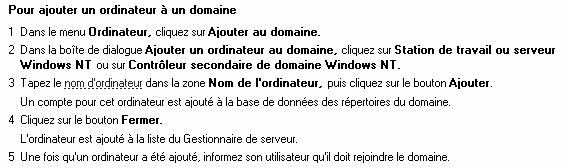 Pour ajouter un ordinateur à un domaine
1 Dans le menu Ordinateur, cliquez sur Ajouter au domaine.
2 Dans la boîte de dialogue Ajouter un ordinateur au domaine, cliquez sur Station de travail ou serveur
Windows NT ou sur Contrôleur secondaire de domaine Windows NT.
3 Tapez le nom d'ordinateur dans la zone Nom de l'ordinateur, puis cliquez sur le bouton Ajouter.
Un compte pour cet ordinateur est ajouté à la base de données des répertoires du domaine.
4 Cliquez sur le bouton Fermer.
L'ordinateur est ajouté à la liste du Gestionnaire de serveur.
5 Une fois qu'un ordinateur a été ajouté, informez son utilisateur qu'il doit rejoindre le domaine.